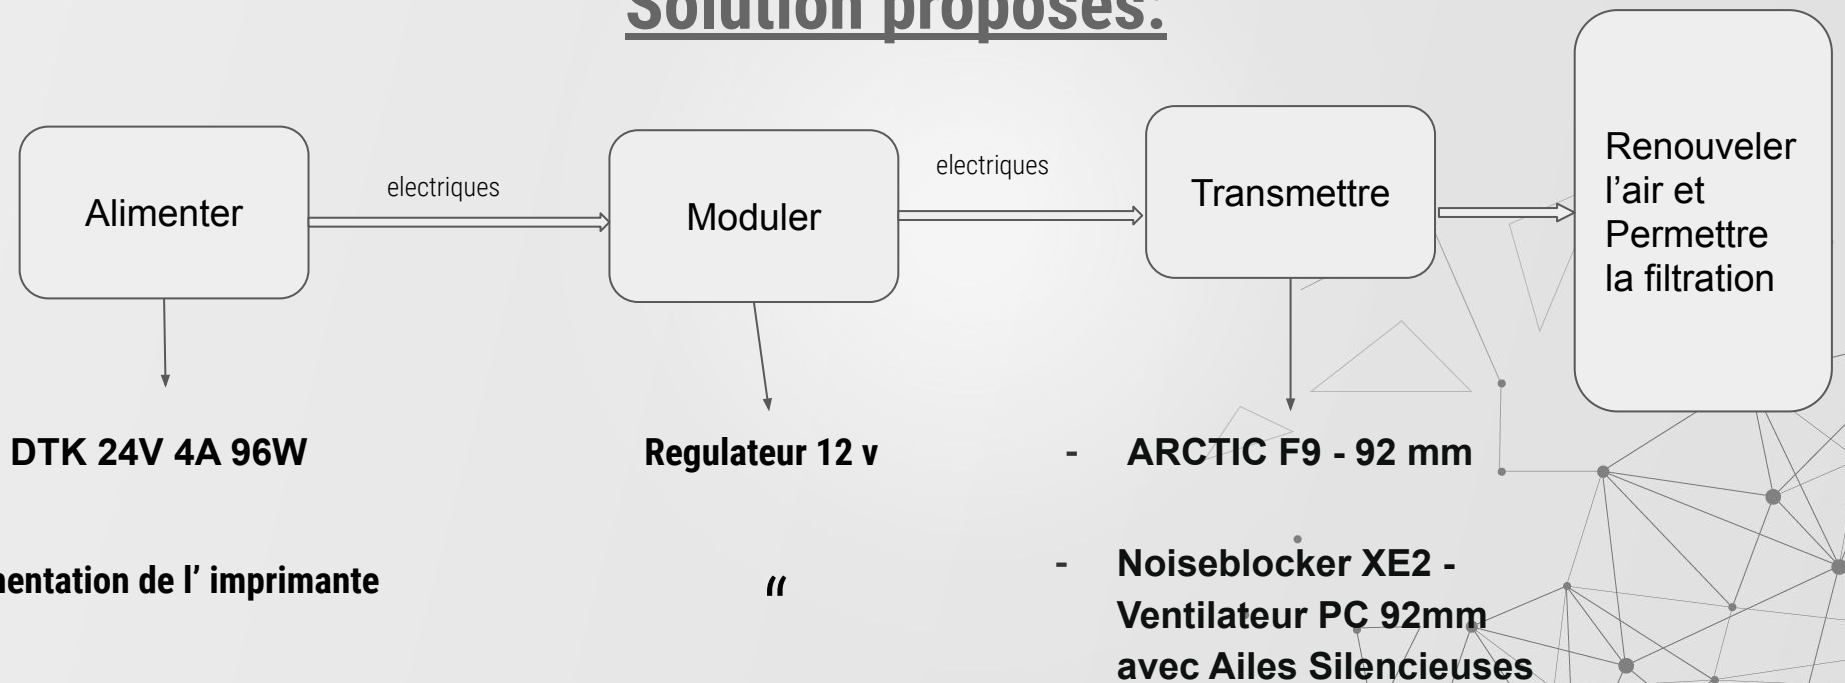 Solution proposés:
Alimenter
electriques
Moduler
electriques
Transmettre
Renouveler
l’air et
Permettre
la filtration
DTK 24V 4A 96W
Regulateur 12 v
- ARCTIC F9 - 92 mm
de l’ imprimante
“
- Noiseblocker XE2 -
Ventilateur PC 92mm
avec Ailes Silencieuses